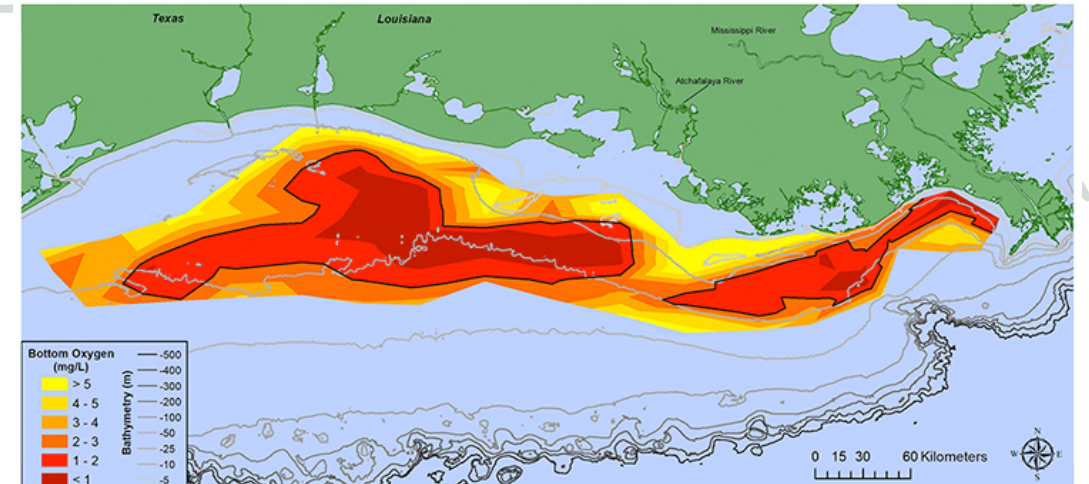 Texas
Louisiana
Mississippi River
Atchafalaya River
Bottom Oxygen
(mg/L)
> 5
4 - 5
3 - 4
2 - 3
1 - 2
< 1
Bathymetry (m)
-500
-400
-300
-200
-100
-50
-25
-10
-5
0 15 30 60 Kilometers
N
W E
S